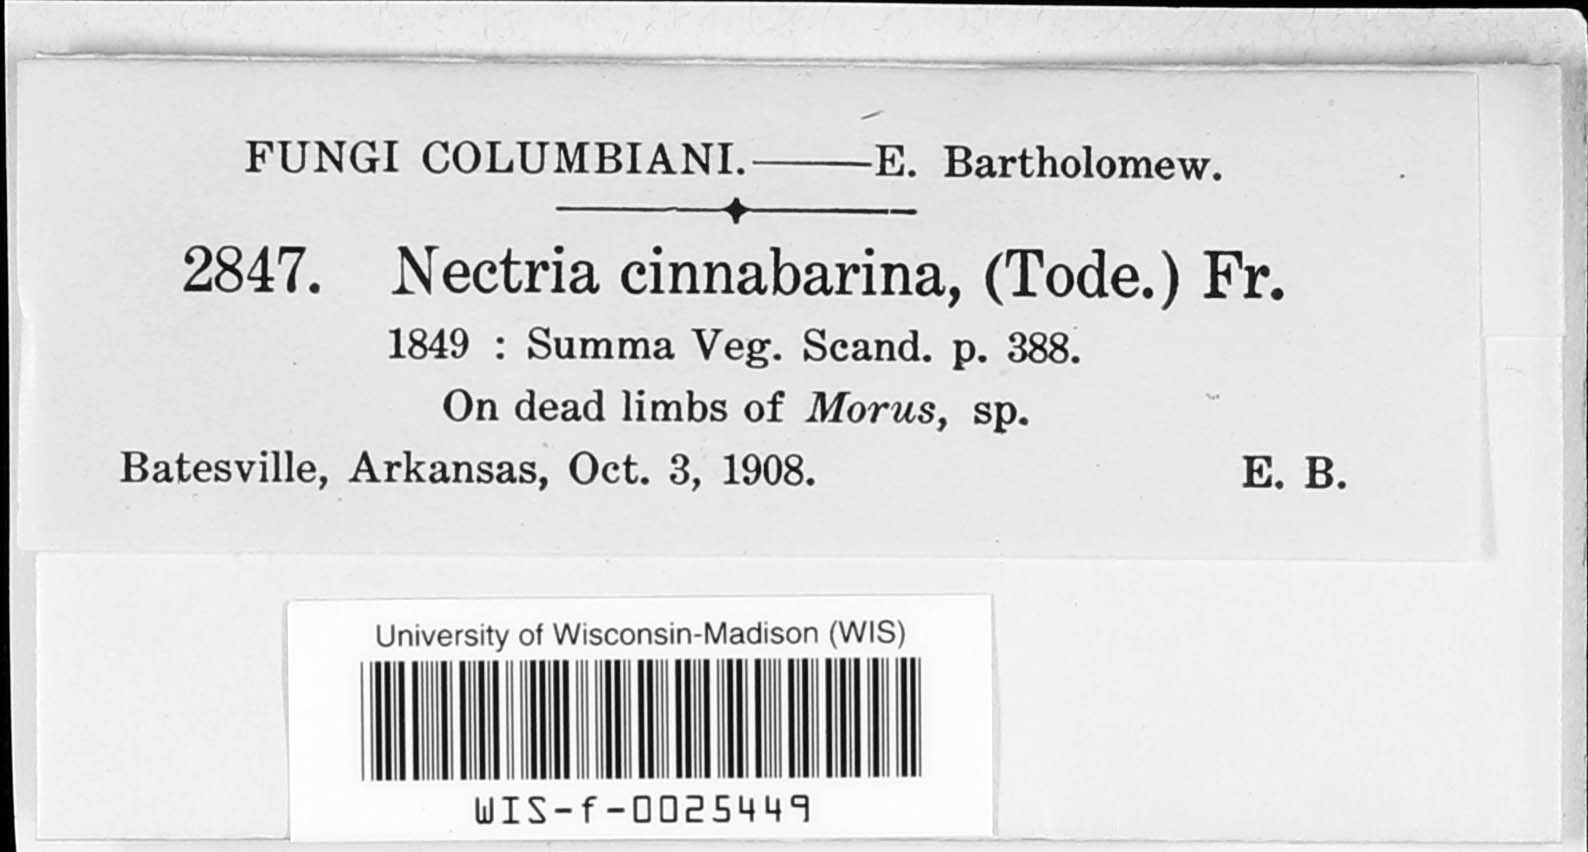 FUNGI COLUMBIANI.——E. Bartholomew.
2847. Nectria cinnabarina, (Tode.) Fr.
1849 : Summa Veg. Scand. p. 388.
On dead limbs of Morus, sp.
Batesville, Arkansas, Oct. 3, 1908. E. B.
University of Wisconsin-Madison (WIS)
WIS-f-0025449